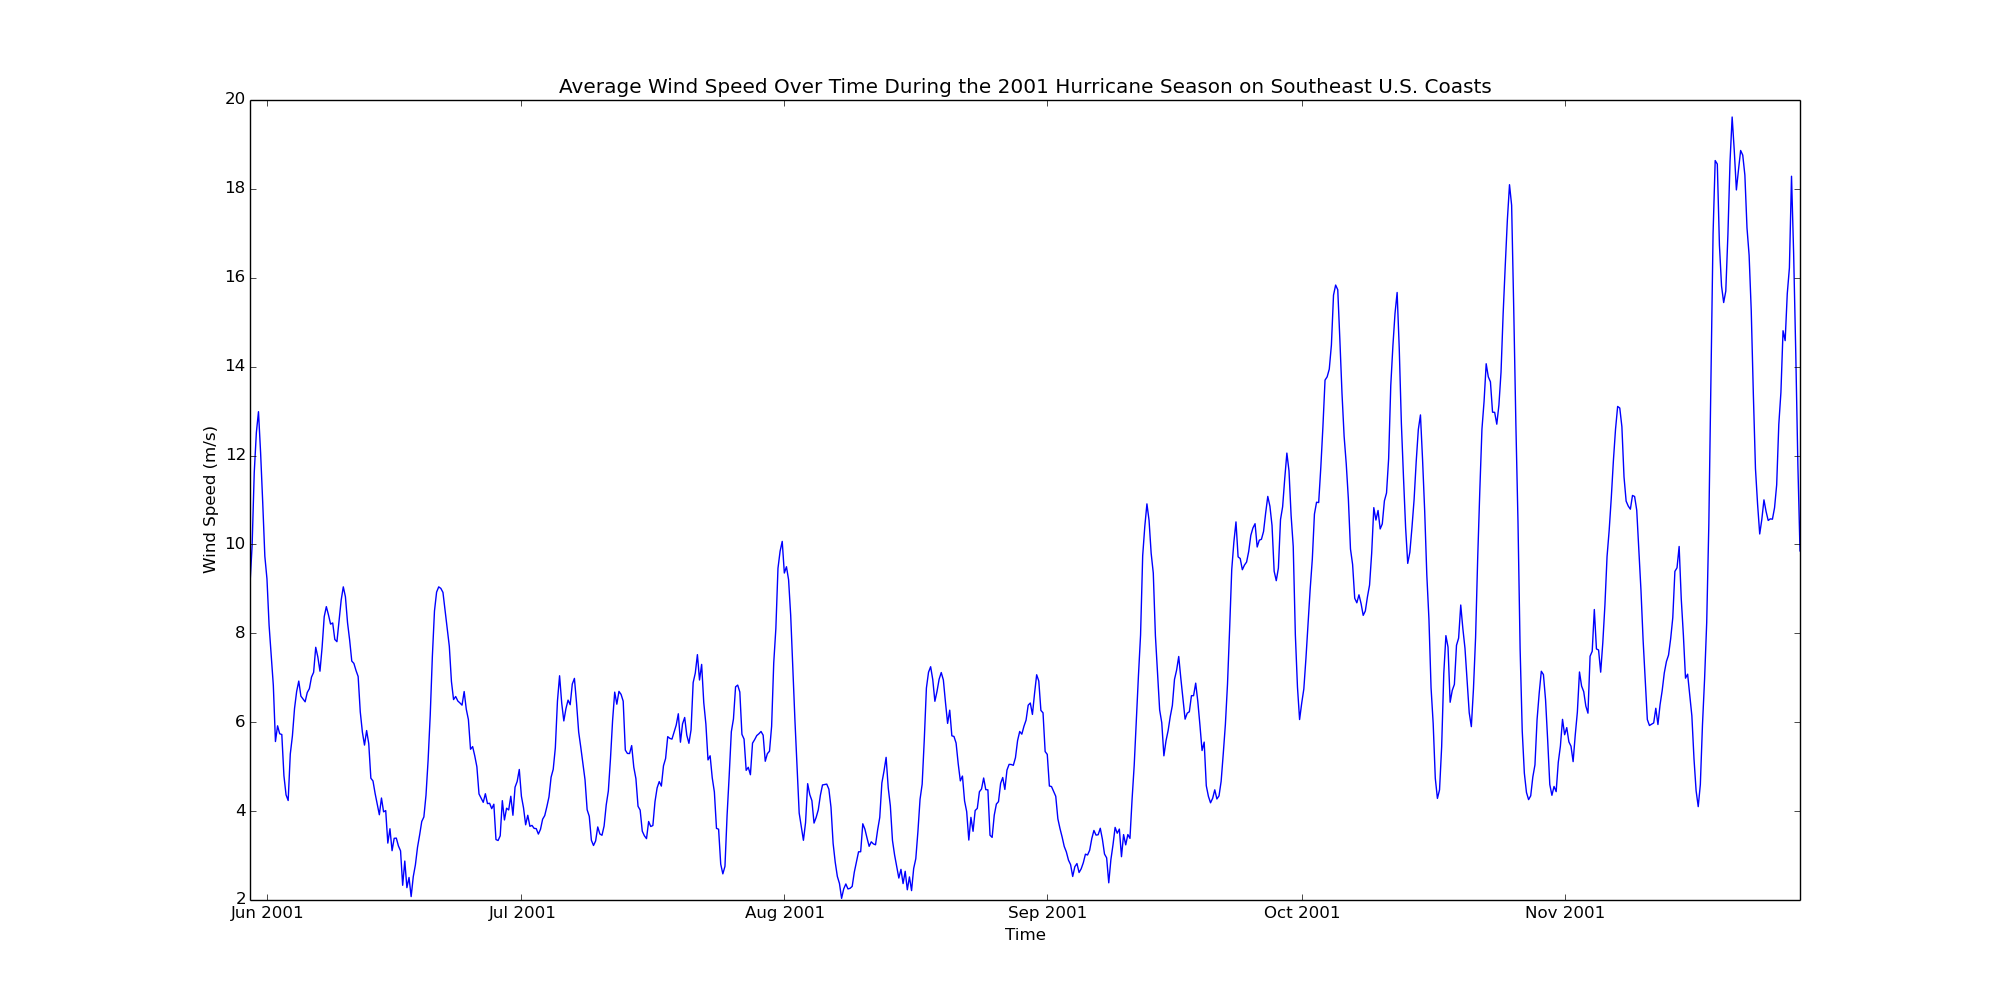 Average Wind Speed Over Time During the 2001 Hurricane Season on Southeast U.S. Coasts
20
18
16
14
12
10
8
6
4
2
Wind Speed (m/s)
Jun 2001 Jul 2001 Aug 2001 Sep 2001 Oct 2001 Nov 2001
Time